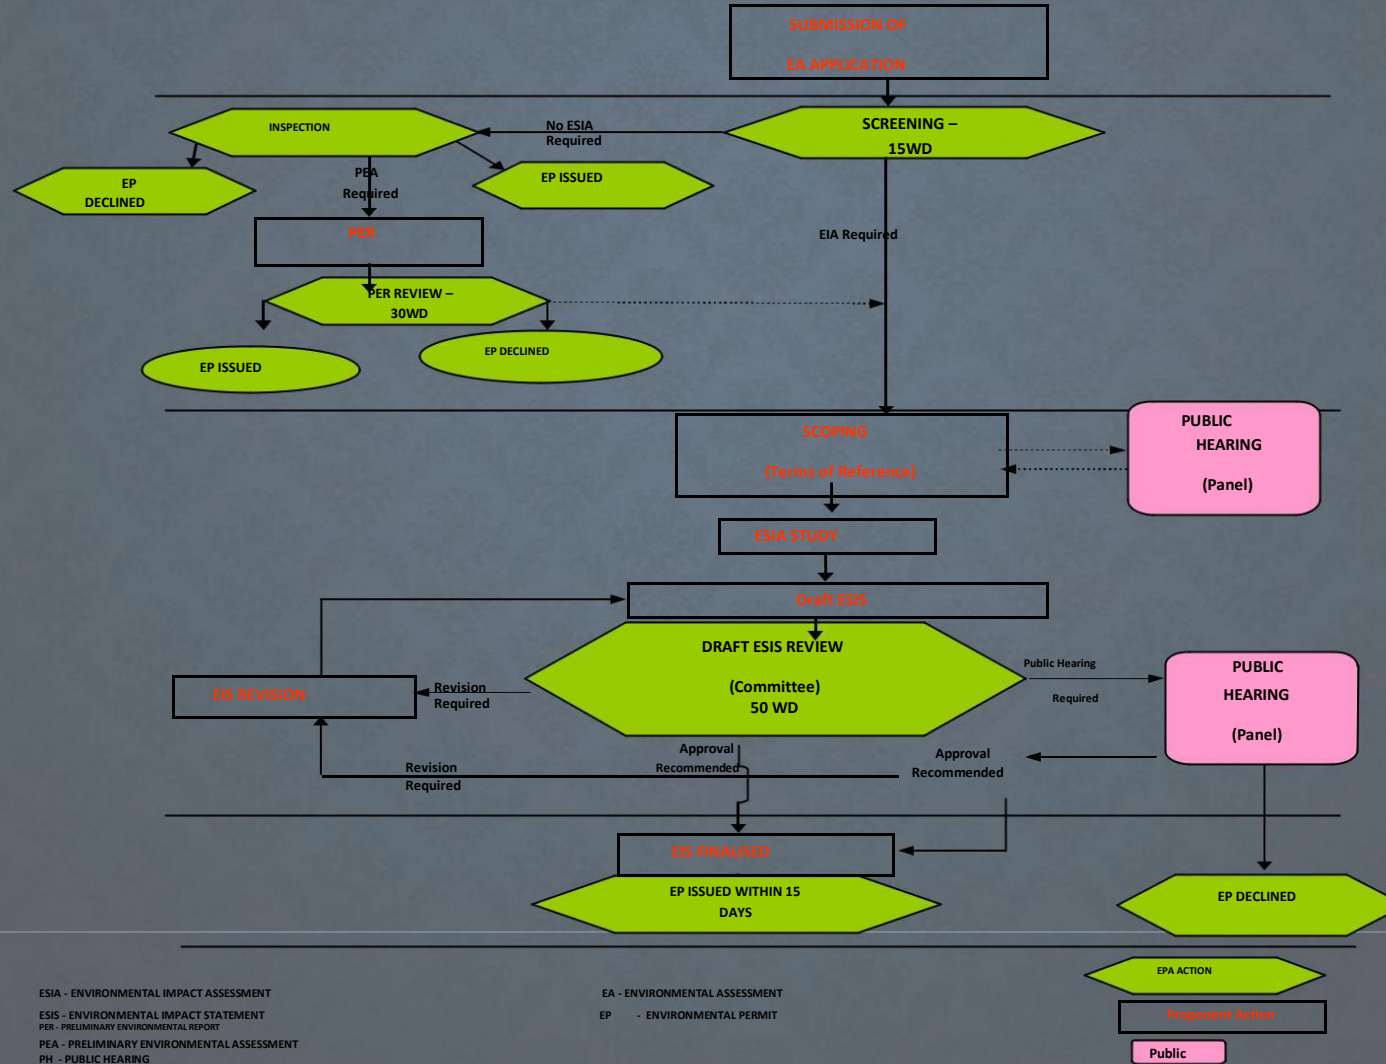 SUBMISSION OF
EA APPLICATION
INSPECTION
No ESIA
Required
SCREENING –
15WD
EP
DECLINED
PEA
Required
EP ISSUED
PER
EIA Required
PER REVIEW –
30WD
EP ISSUED
EP DECLINED
SCOPING
(Terms of Reference)
PUBLIC
HEARING
(Panel)
ESIA STUDY
Draft ESIS
DRAFT ESIS REVIEW
(Committee)
50 WD
EIS REVISION
Revision
Required
Public Hearing
Required
PUBLIC
HEARING
(Panel)
Revision
Required
Approval
Recommended
Approval
Recommended
EIS FINALISED
EP ISSUED WITHIN 15
DAYS
EP DECLINED
EPA ACTION
Proponent Action
Public
ESIA - ENVIRONMENTAL IMPACT ASSESSMENT
ESIS - ENVIRONMENTAL IMPACT STATEMENT
PER - PRELIMINARY ENVIRONMENTAL REPORT
PEA - PRELIMINARY ENVIRONMENTAL ASSESSMENT
PH - PUBLIC HEARING
EA - ENVIRONMENTAL ASSESSMENT
EP - ENVIRONMENTAL PERMIT